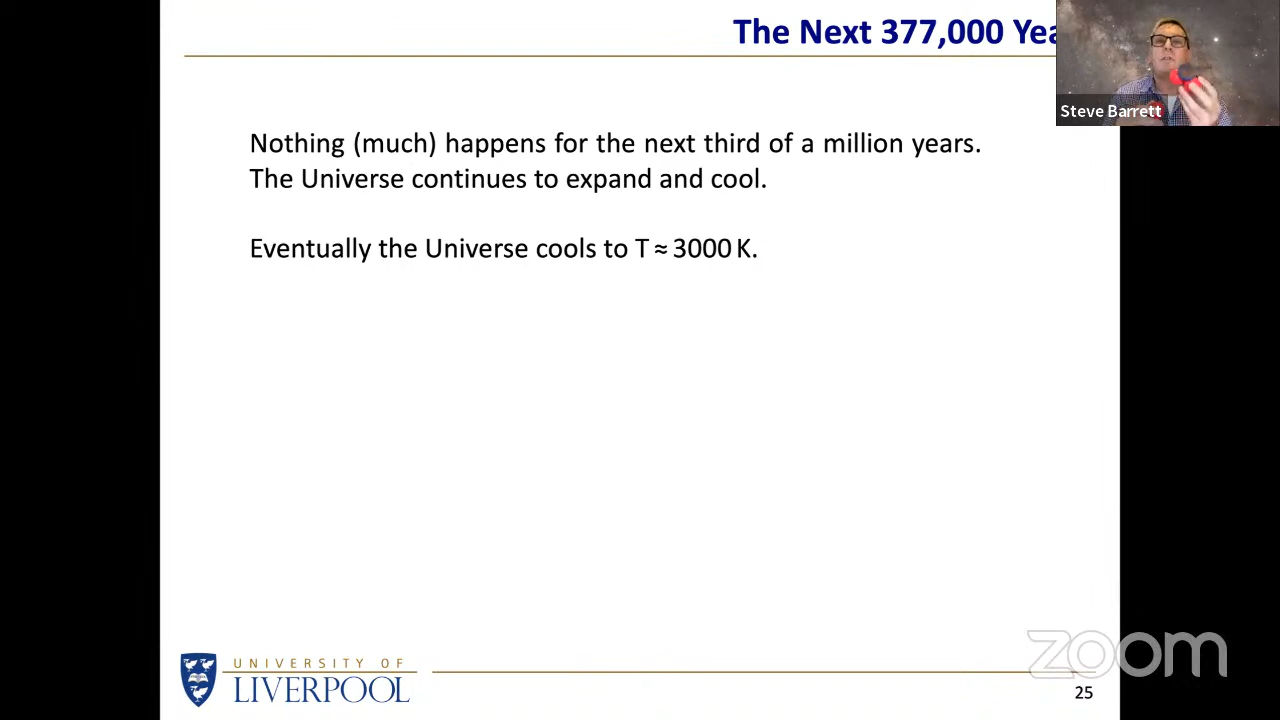 The Next 377,000 Yea
Steve Barrett
Nothing (much) happens for the next third of a million years.
The Universe continues to expand and cool.
Eventually the Universe cools to T ≈ 3000 K.
UNIVERSITY OF
LIVERPOOL
zoom
25